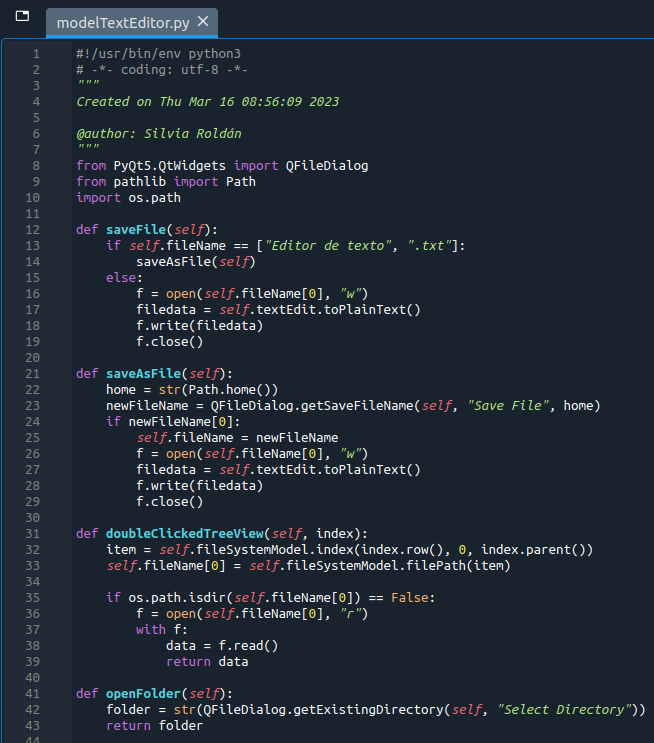 modelTextEditor.py ×
1 #!/usr/bin/env python3
2 # -*- coding: utf-8 -*-
3 """
4 Created on Thu Mar 16 08:56:09 2023
5
6 @author: Silvia Roldán
7 """
8 from PyQt5.QtWidgets import QFileDialog
9 from pathlib import Path
10 import os.path
11
12 def saveFile(self):
13     if self.fileName == ["Editor de texto", ".txt"]:
14         saveAsFile(self)
15     else:
16         f = open(self.fileName[0], "w")
17         filedata = self.textEdit.toPlainText()
18         f.write(filedata)
19         f.close()
20
21 def saveAsFile(self):
22     home = str(Path.home())
23     newFileName = QFileDialog.getSaveFileName(self, "Save File", home)
24     if newFileName[0]:
25         self.fileName = newFileName
26         f = open(self.fileName[0], "w")
27         filedata = self.textEdit.toPlainText()
28         f.write(filedata)
29         f.close()
30
31 def doubleClickedTreeView(self, index):
32     item = self.fileSystemModel.index(index.row(), 0, index.parent())
33     self.fileName[0] = self.fileSystemModel.filePath(item)
34
35     if os.path.isdir(self.fileName[0]) == False:
36         f = open(self.fileName[0], "r")
37         with f:
38             data = f.read()
39             return data
40
41 def openFolder(self):
42     folder = str(QFileDialog.getExistingDirectory(self, "Select Directory"))
43     return folder
44